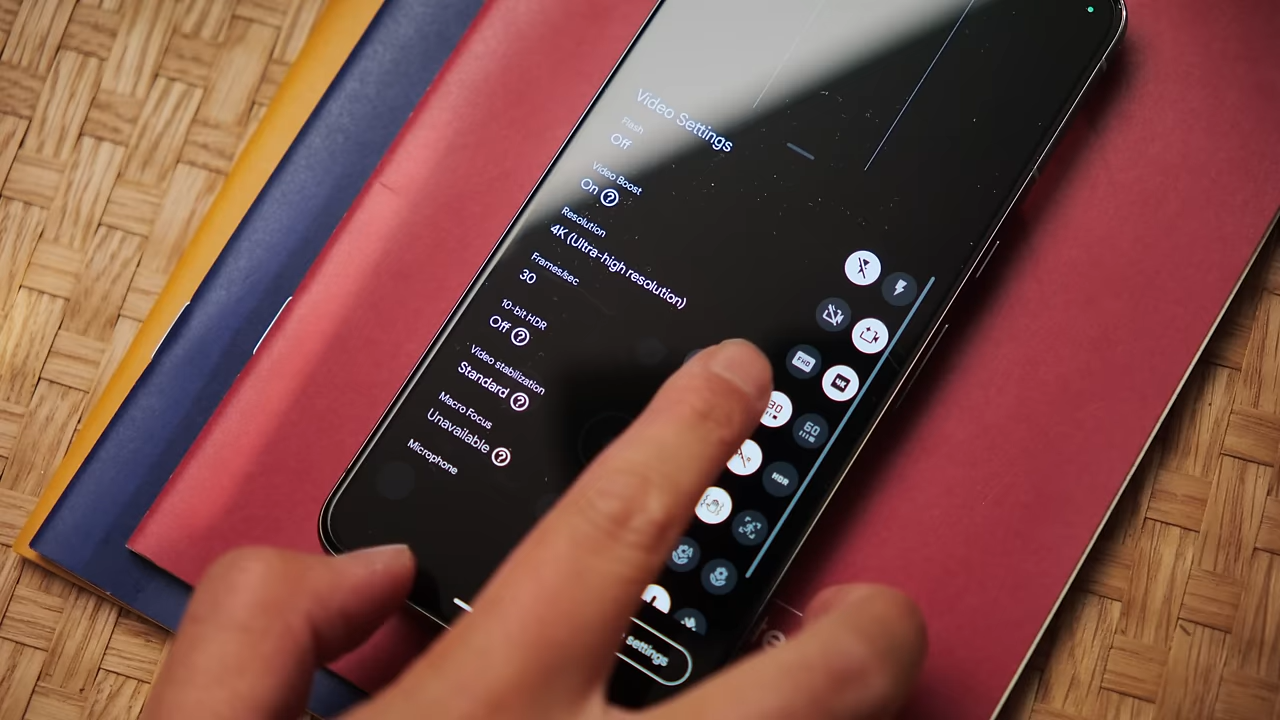 Video Settings
Flash
Off
Video Boost
On ?
Resolution
4K (Ultra-high resolution)
FHD
4K
Frames/sec
30
30
60
10-bit HDR
Off ?
HDR
Video stabilization
Standard ?
Macro Focus
Unavailable ?
Microphone
settings